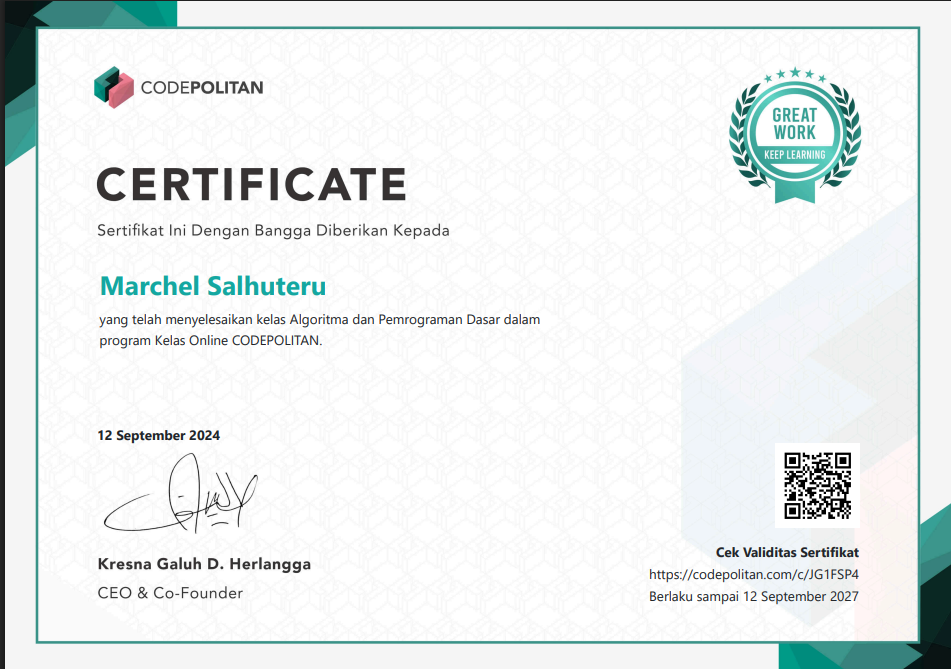 CODEPOLITAN
GREAT
WORK
KEEP LEARNING
CERTIFICATE
Sertifikat Ini Dengan Bangga Diberikan Kepada
Marchel Salhuteru
yang telah menyelesaikan kelas Algoritma dan Pemrograman Dasar dalam
program Kelas Online CODEPOLITAN.
12 September 2024
Kresna Galuh D. Herlangga
CEO & Co-Founder
Cek Validitas Sertifikat
https://codepolitan.com/c/JG1FSP4
Berlaku sampai 12 September 2027